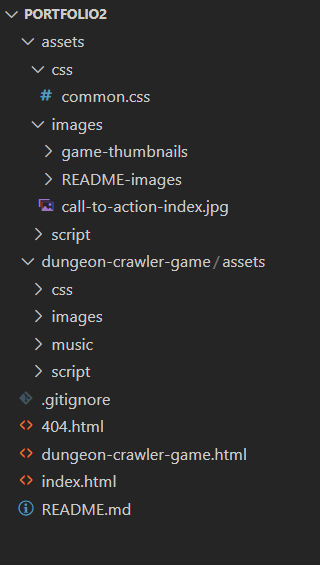 PORTFOLIO2
assets
css
# common.css
images
game-thumbnails
README-images
call-to-action-index.jpg
script
dungeon-crawler-game/assets
css
images
music
script
.gitignore
404.html
dungeon-crawler-game.html
index.html
README.md